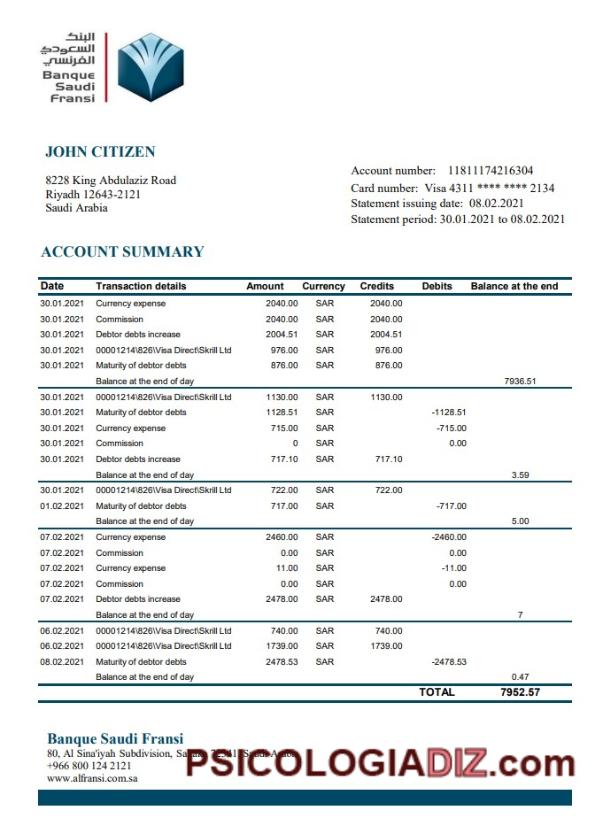 البنك
السعودي
الفرنسي
Banque
Saudi
Fransi
JOHN CITIZEN
8228 King Abdulaziz Road
Riyadh 12643-2121
Saudi Arabia
Account number: 11811174216304
Card number: Visa 4311 **** **** 2134
Statement issuing date: 08.02.2021
Statement period: 30.01.2021 to 08.02.2021
ACCOUNT SUMMARY
Date Transaction details Amount Currency Credits Debits Balance at the end
30.01.2021 Currency expense 2040.00 SAR 2040.00
30.01.2021 Commission 2040.00 SAR 2040.00
30.01.2021 Debtor debts increase 2004.51 SAR 2004.51
30.01.2021 00001214\826\Visa Direct\Skrill Ltd 976.00 SAR 976.00
30.01.2021 Maturity of debtor debts 876.00 SAR 876.00
Balance at the end of day 7936.51
30.01.2021 00001214\826\Visa Direct\Skrill Ltd 1130.00 SAR 1130.00
30.01.2021 Maturity of debtor debts 1128.51 SAR -1128.51
30.01.2021 Currency expense 715.00 SAR -715.00
30.01.2021 Commission 0 SAR 0.00
30.01.2021 Debtor debts increase 717.10 SAR 717.10
Balance at the end of day 3.59
30.01.2021 00001214\826\Visa Direct\Skrill Ltd 722.00 SAR 722.00
01.02.2021 Maturity of debtor debts 717.00 SAR -717.00
Balance at the end of day 5.00
07.02.2021 Currency expense 2460.00 SAR -2460.00
07.02.2021 Commission 0.00 SAR 0.00
07.02.2021 Currency expense 11.00 SAR -11.00
07.02.2021 Commission 0.00 SAR 0.00
07.02.2021 Debtor debts increase 2478.00 SAR 2478.00
Balance at the end of day 7
06.02.2021 00001214\826\Visa Direct\Skrill Ltd 740.00 SAR 740.00
06.02.2021 00001214\826\Visa Direct\Skrill Ltd 1739.00 SAR 1739.00
08.02.2021 Maturity of debtor debts 2478.53 SAR -2478.53
Balance at the end of day 0.47
TOTAL 7952.57
Banque Saudi Fransi
80, Al Sina'iyah Subdivision,
+966 800 124 2121
www.alfransi.com.sa
PSICOLOGIADIZ.com